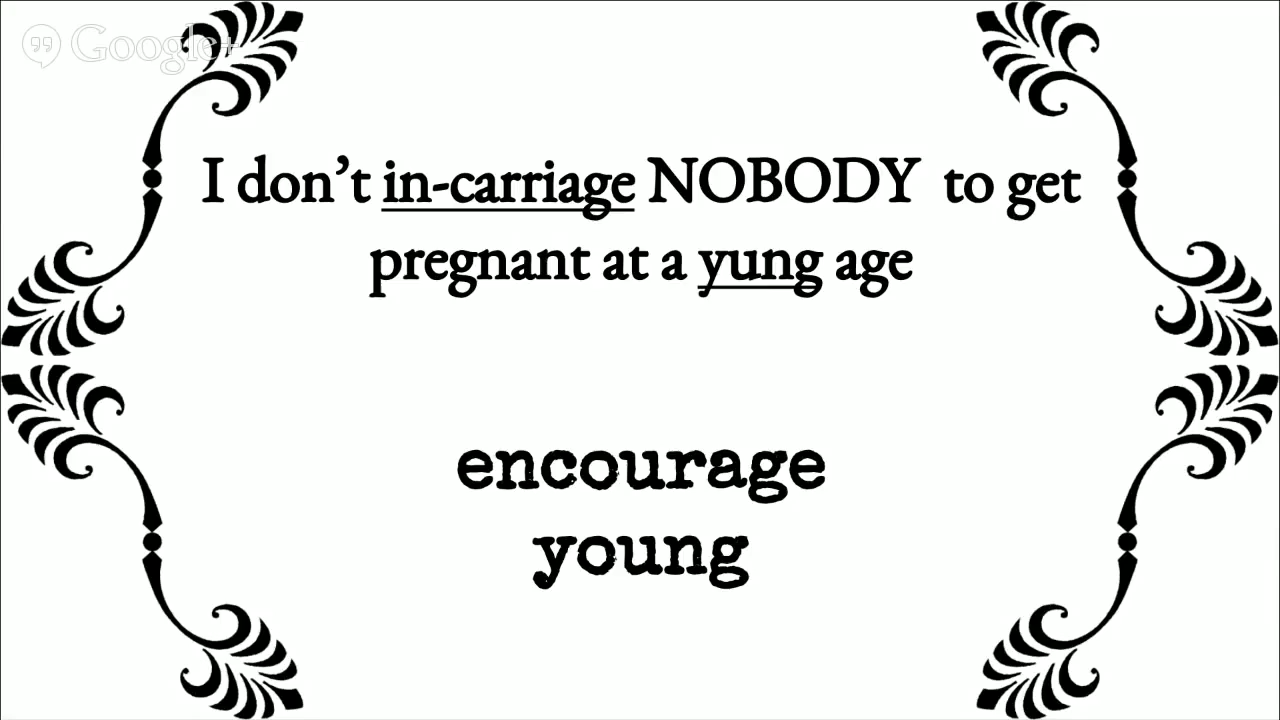 Google+
I don’t in-carriage NOBODY to get
pregnant at a yung age
encourage
young